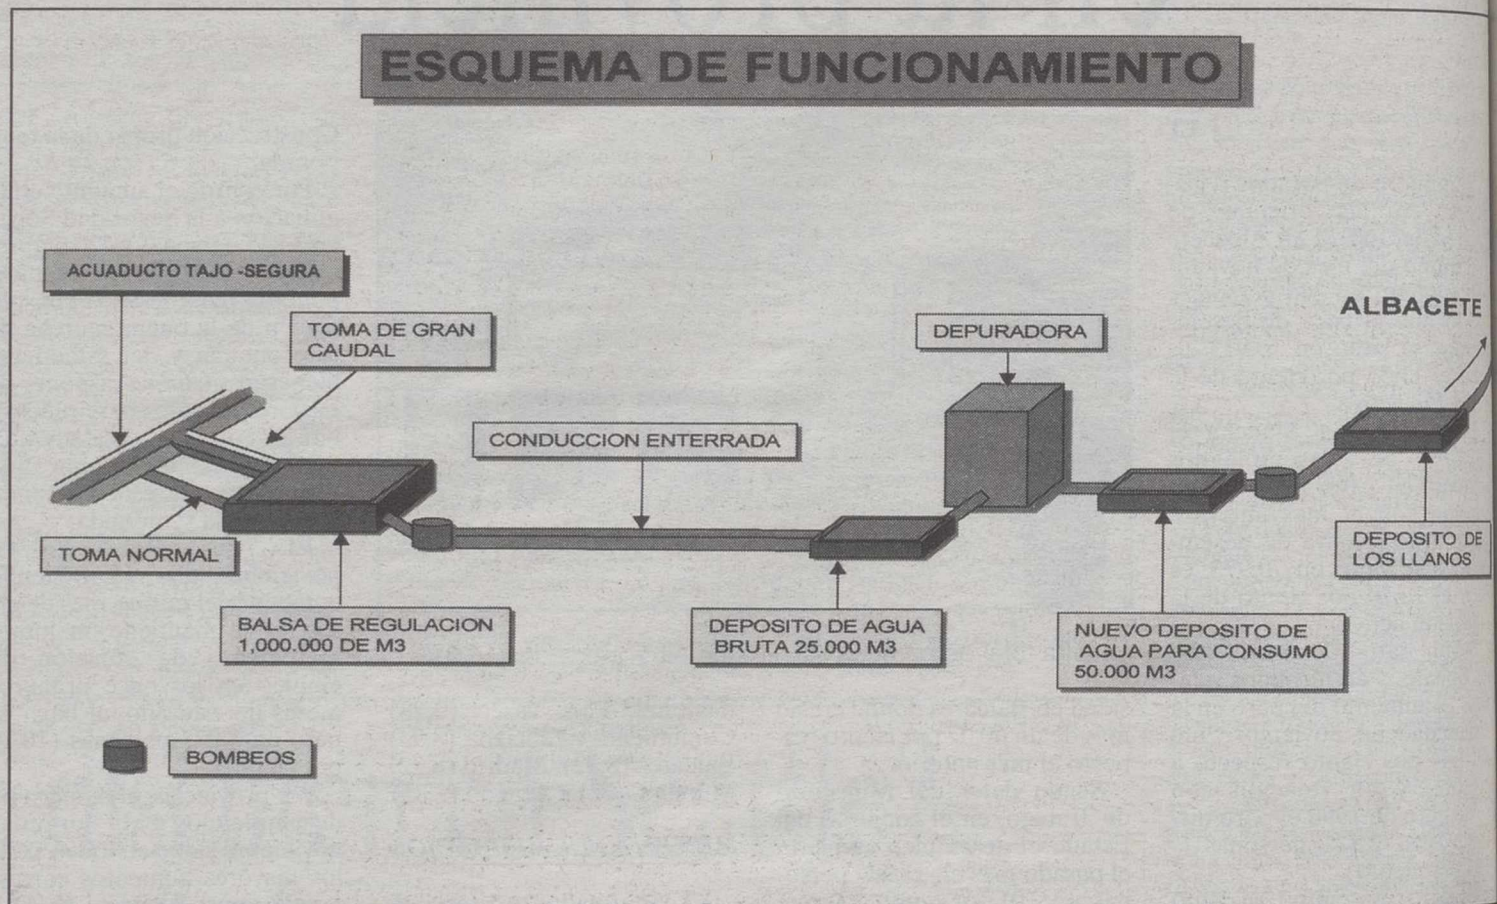 ESQUEMA DE FUNCIONAMIENTO
ACUADUCTO TAJO -SEGURA
TOMA DE GRAN
CAUDAL
DEPURADORA
ALBACETE
CONDUCCION ENTERRADA
TOMA NORMAL
DEPOSITO DE
LOS LLANOS
BALSA DE REGULACION
1,000.000 DE M3
DEPOSITO DE AGUA
BRUTA 25.000 M3
NUEVO DEPOSITO DE
AGUA PARA CONSUMO
50.000 M3
BOMBEOS